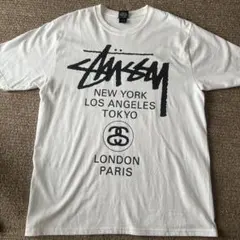 Stüssy
NEW YORK
LOS ANGELES
TOKYO
LONDON
PARIS